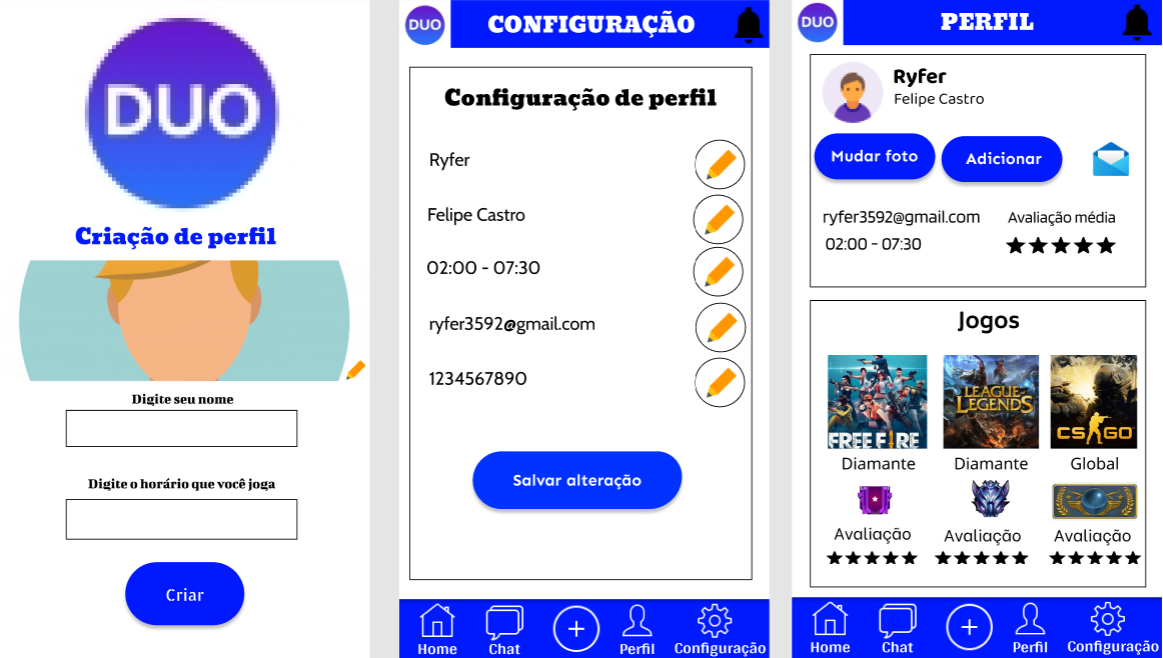 DUO
Criação de perfil
Digite seu nome
Digite o horário que você joga
Criar
DUO
CONFIGURAÇÃO
Configuração de perfil
Ryfer
Felipe Castro
02:00 - 07:30
ryfer3592@gmail.com
1234567890
Salvar alteração
Home Chat Perfil Configuração
DUO
PERFIL
Ryfer
Felipe Castro
Mudar foto Adicionar
ryfer3592@gmail.com Avaliação média
02:00 - 07:30
Jogos
FREE FIRE LEAGUE OF LEGENDS CS GO
Diamante Diamante Global
Avaliação Avaliação Avaliação
Home Chat Perfil Configuração